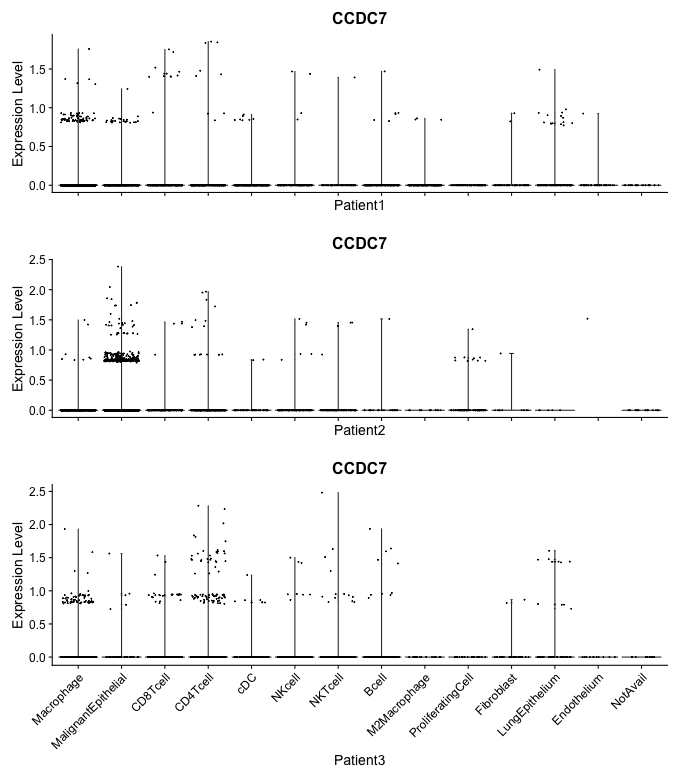 CCDC7
Expression Level
1.5
1.0
0.5
0.0
Patient1
CCDC7
Expression Level
2.5
2.0
1.5
1.0
0.5
0.0
Patient2
CCDC7
Expression Level
2.5
2.0
1.5
1.0
0.5
0.0
Macrophage
MalignantEpithelial
CD8Tcell
CD4Tcell
cDC
NKcell
NKTcell
Bcell
M2Macrophage
ProliferatingCell
Fibroblast
LungEpithelium
Endothelium
NotAvail
Patient3